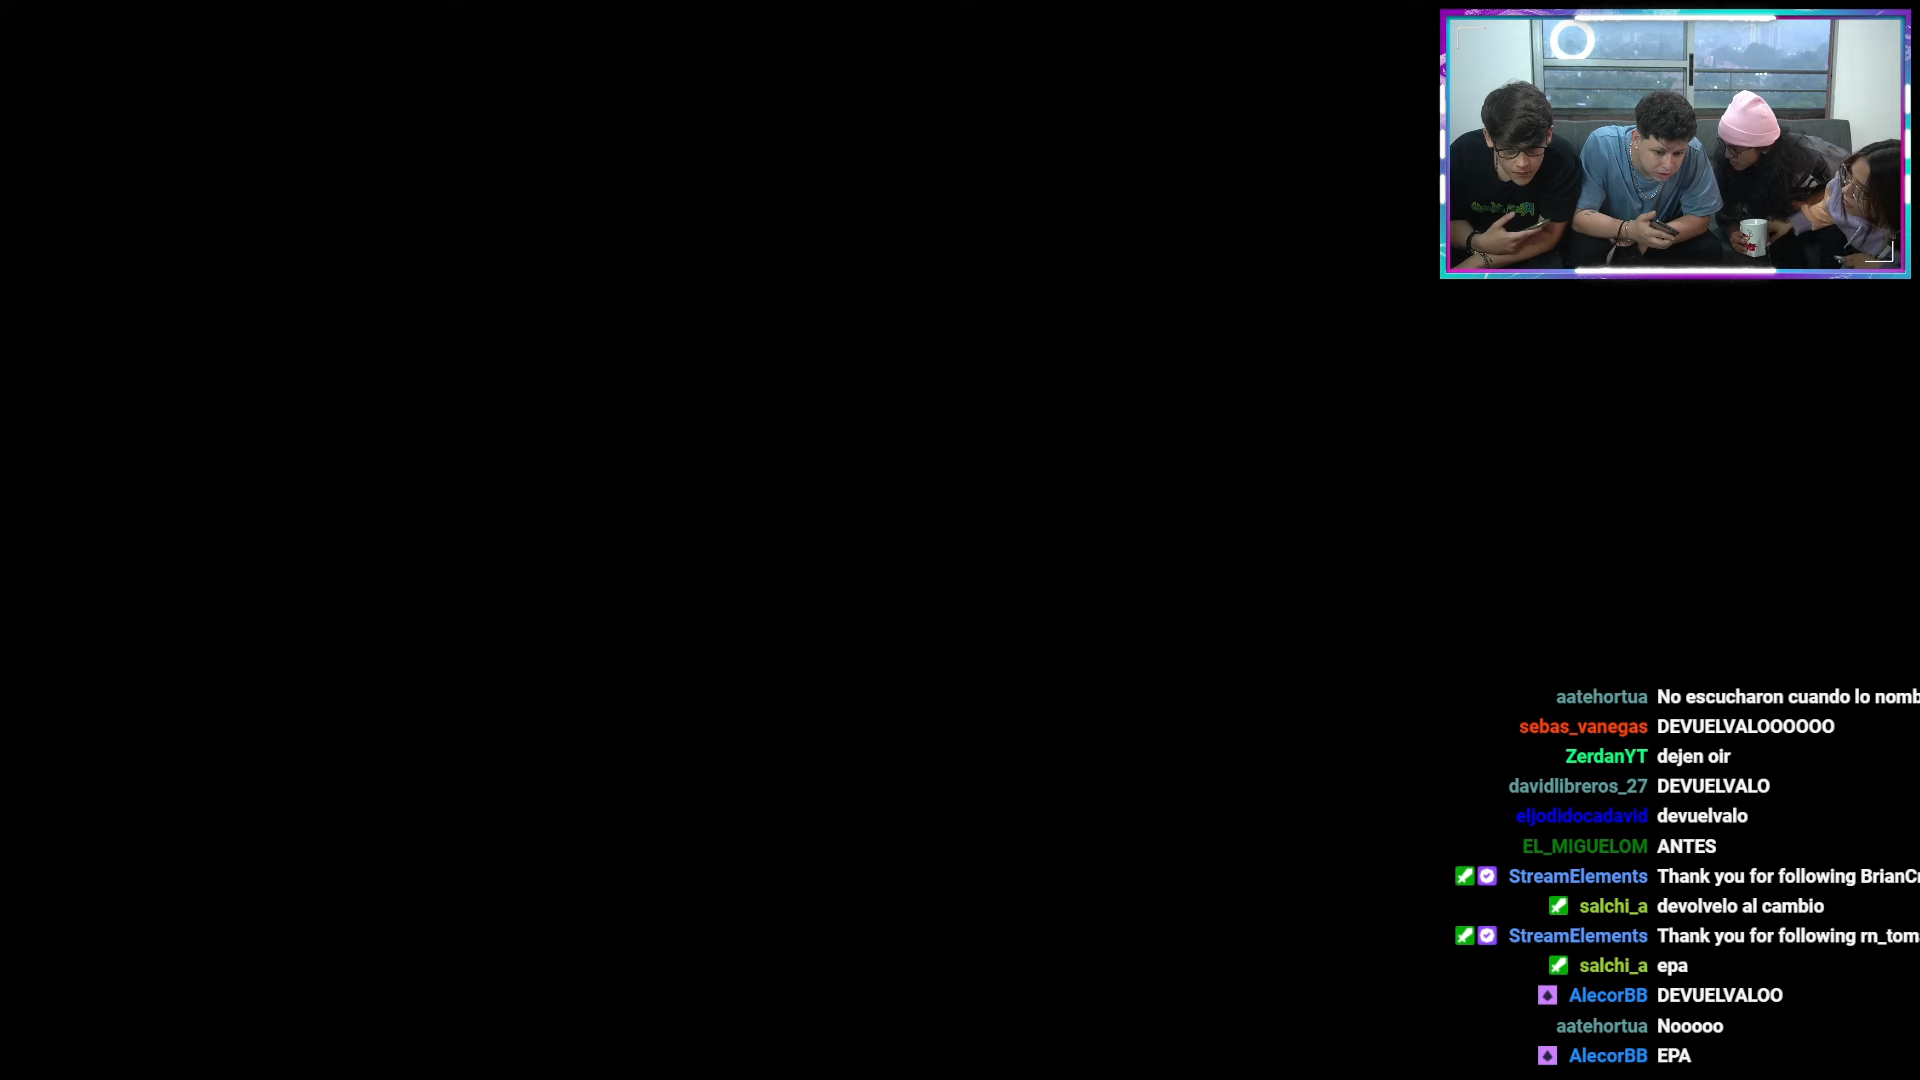 aatehortua No escucharon cuando lo nomb
sebas_vanegas DEVUELVALOOOOOO
ZerdanYT dejen oir
davidlibreros_27 DEVUELVALO
eljodidocadavid devuelvalo
EL_MIGUELOM ANTES
StreamElements Thank you for following BrianCr
salchi_a devolvelo al cambio
StreamElements Thank you for following rn_toma
salchi_a epa
AlecorBB DEVUELVALOO
aatehortua Nooooo
AlecorBB EPA